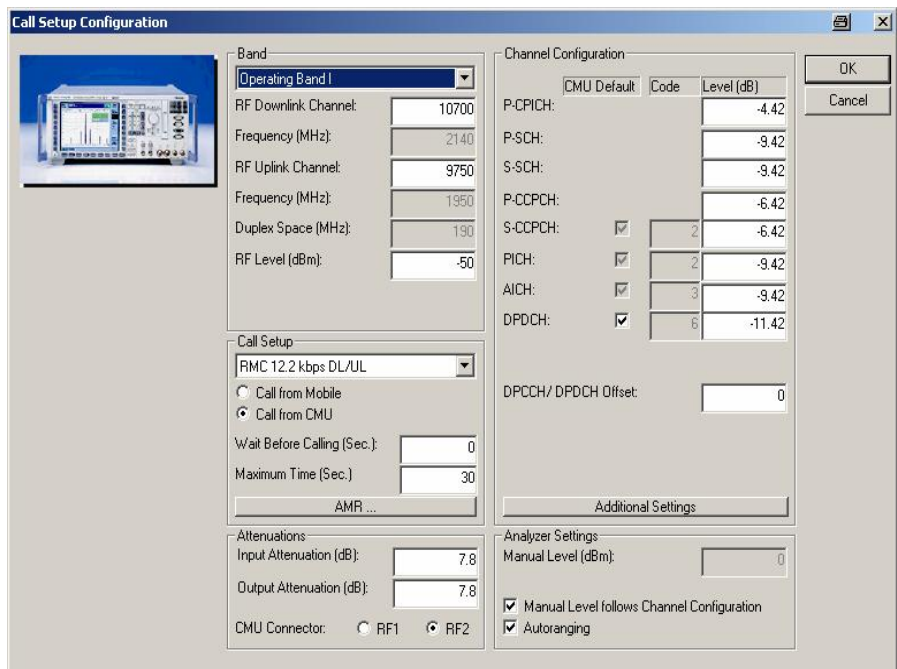 Call Setup Configuration
Band
Operating Band I
RF Downlink Channel: 10700
Frequency (MHz): 2140
RF Uplink Channel: 9750
Frequency (MHz): 1950
Duplex Space (MHz): 190
RF Level (dBm): -50
Call Setup
RMC 12.2 kbps DL/UL
Call from Mobile
Call from CMU
Wait Before Calling (Sec.): 0
Maximum Time (Sec.) 30
AMR ...
Attenuations
Input Attenuation (dB): 7.8
Output Attenuation (dB): 7.8
CMU Connector: RF1 RF2
Channel Configuration
CMU Default Code Level (dB)
P-CPICH: -4.42
P-SCH: -9.42
S-SCH: -9.42
P-CCPCH: -6.42
S-CCPCH: 2 -6.42
PICH: 2 -9.42
AICH: 3 -9.42
DPDCH: 6 -11.42
DPCCH/ DPDCH Offset: 0
Additional Settings
Analyzer Settings
Manual Level (dBm): 0
Manual Level follows Channel Configuration
Autoranging
OK
Cancel